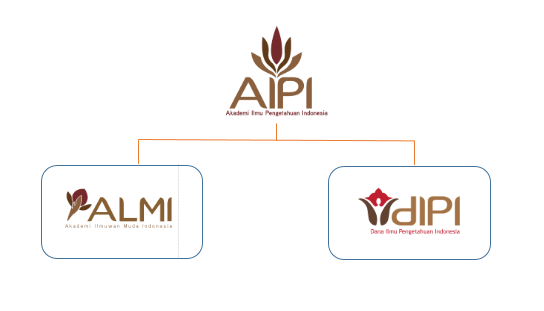 AIPI
Akademi Ilmu Pengetahuan Indonesia
ALMI
Akademi Ilmuwan Muda Indonesia
dIPI
Dana Ilmu Pengetahuan Indonesia